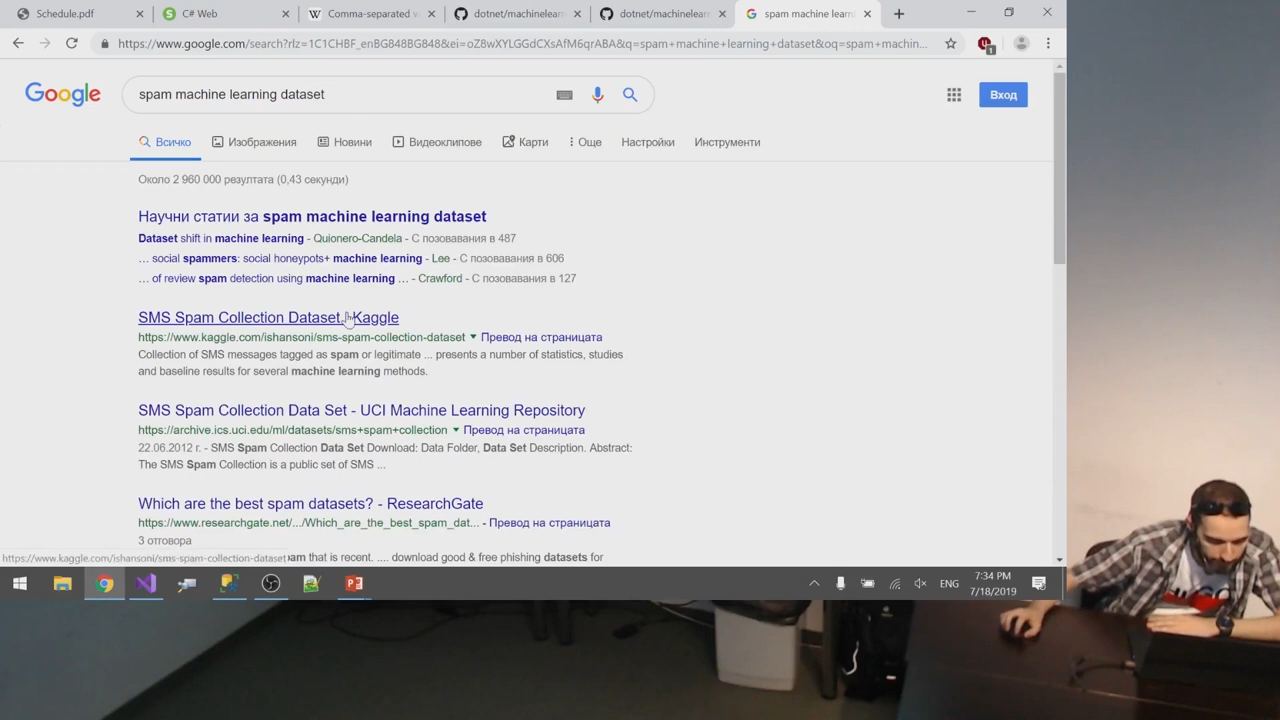 Schedule.pdf
C# Web
Comma-separated v
dotnet/machinelearn
dotnet/machinelearn
spam machine learni
https://www.google.com/search?rlz=1C1CHBF_enBG848BG848&ei=oZ8wXYLGGdCXsAfM6qrABA&q=spam+machine+learning+dataset&oq=spam+machin...
Google
spam machine learning dataset
Вход
Всичко
Изображения
Новини
Видеоклипове
Карти
Още
Настройки
Инструменти
Около 2 960 000 резултата (0,43 секунди)
Научни статии за spam machine learning dataset
Dataset shift in machine learning - Quionero-Candela - С позовавания в 487
... social spammers: social honeypots+ machine learning - Lee - С позовавания в 606
... of review spam detection using machine learning ... - Crawford - С позовавания в 127
SMS Spam Collection Dataset Kaggle
https://www.kaggle.com/ishansoni/sms-spam-collection-dataset Превод на страницата
Collection of SMS messages tagged as spam or legitimate ... presents a number of statistics, studies
and baseline results for several machine learning methods.
SMS Spam Collection Data Set - UCI Machine Learning Repository
https://archive.ics.uci.edu/ml/datasets/sms+spam+collection Превод на страницата
22.06.2012 г. - SMS Spam Collection Data Set Download: Data Folder, Data Set Description. Abstract:
The SMS Spam Collection is a public set of SMS ...
Which are the best spam datasets? - ResearchGate
https://www.researchgate.net/.../Which_are_the_best_spam_dat... - Превод на страницата
3 отговора
https://www.kaggle.com/ishansoni/sms-spam-collection-dataset
am that is recent. .... download good & free phishing datasets for
ENG
7:34 PM
7/18/2019